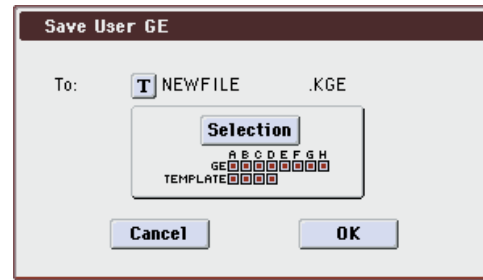 Save User GE
To: T NEWFILE .KGE
Selection
A B C D E F G H
GE
TEMPLATE
Cancel OK